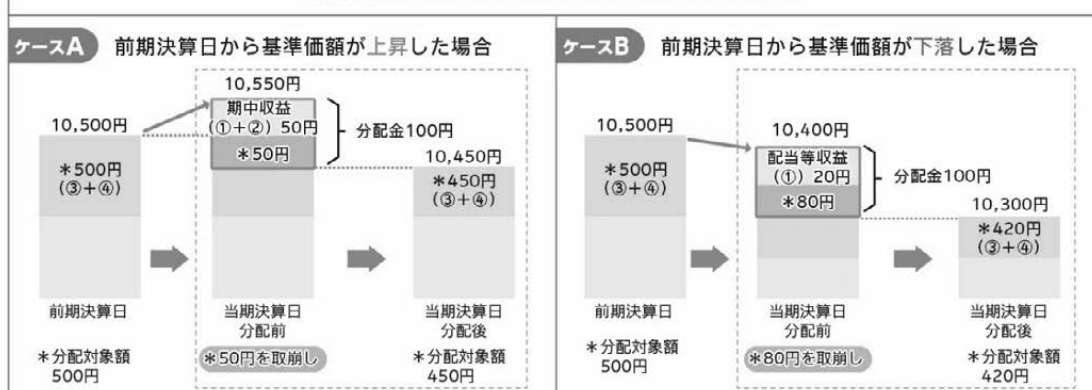 ケースA 前期決算日から基準価額が上昇した場合
10,550円
期中収益
(①+②) 50円
*50円
10,500円
*500円
(③+④)
分配金100円
10,450円
*450円
(③+④)
前期決算日
当期決算日
分配前
当期決算日
分配後
*分配対象額
500円
*50円を取崩し
*分配対象額
450円
ケースB 前期決算日から基準価額が下落した場合
10,500円
*500円
(③+④)
10,400円
配当等収益
(①) 20円
*80円
分配金100円
10,300円
*420円
(③+④)
前期決算日
当期決算日
分配前
当期決算日
分配後
*分配対象額
500円
*80円を取崩し
*分配対象額
420円